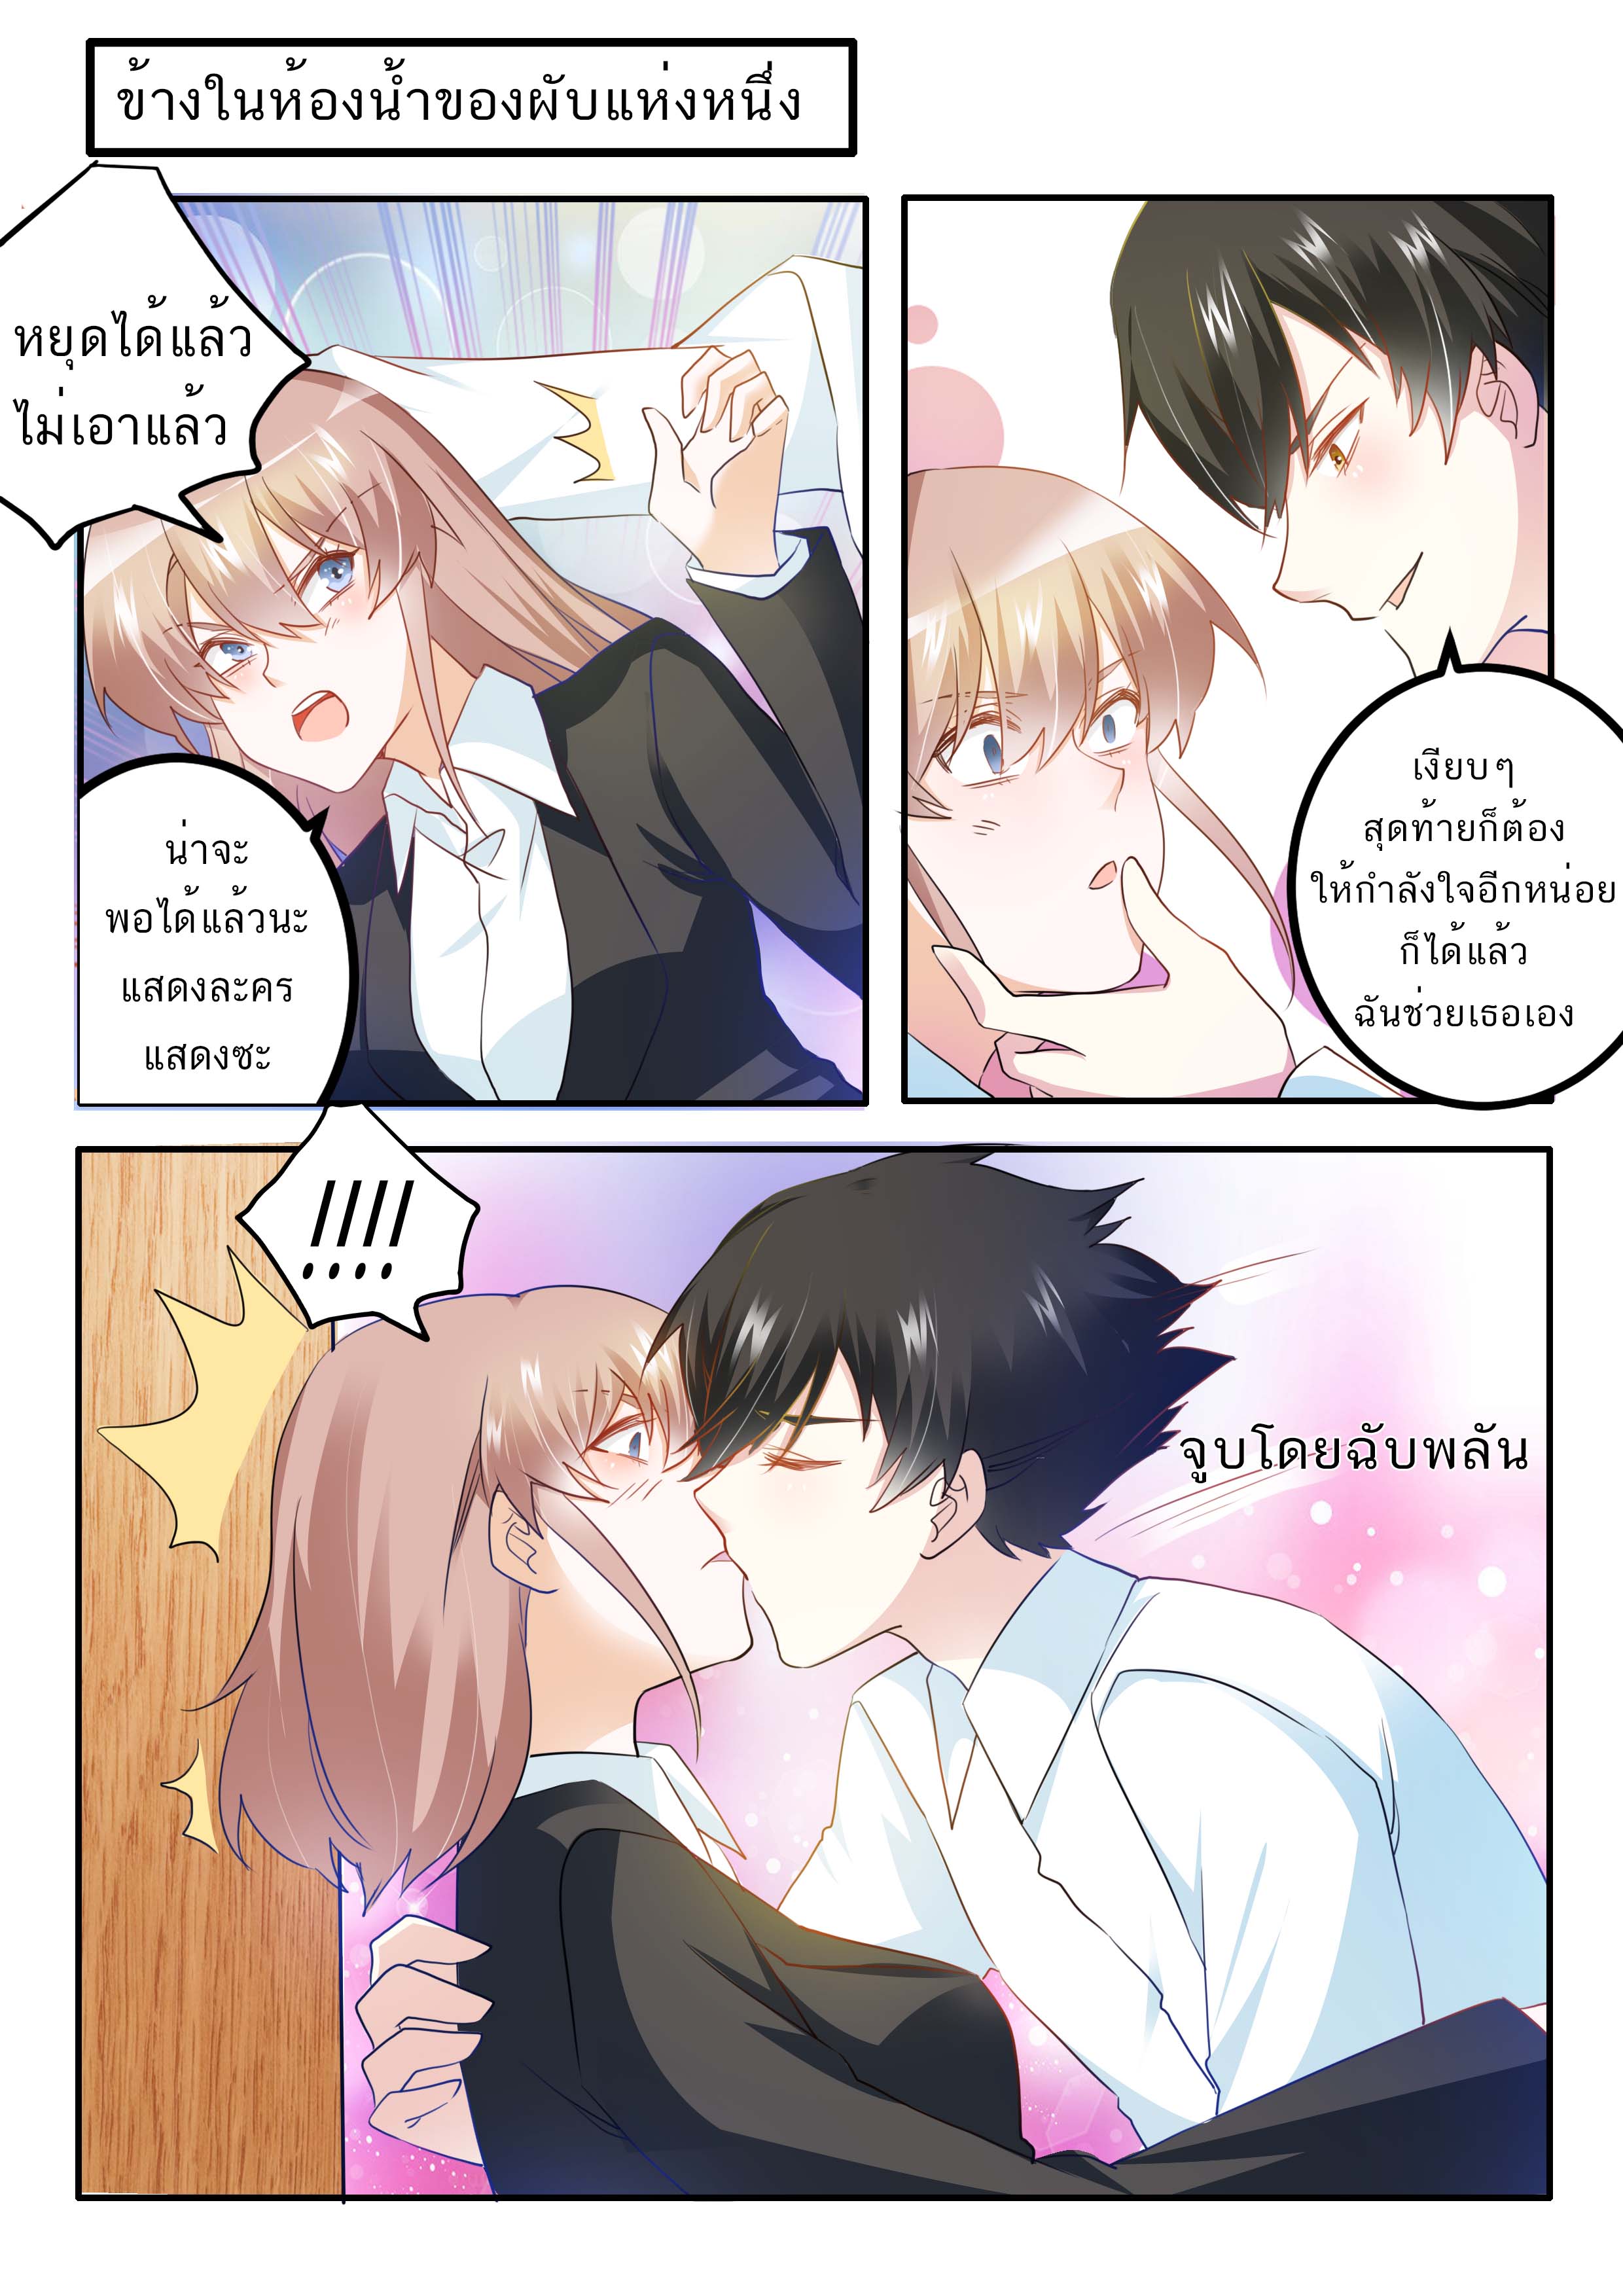 ข้างในห้องน้ำของผับแห่งหนึ่ง
หยุดได้แล้ว
ไม่เอาแล้ว
น่าจะ
พอได้แล้วนะ
แสดงละคร
แสดงซะ
เงียบๆ
สุดท้ายก็ต้อง
ให้กำลังใจอีกหน่อย
ก็ได้แล้ว
ฉันช่วยเธอเอง
!!!!
จูบโดยฉับพลัน